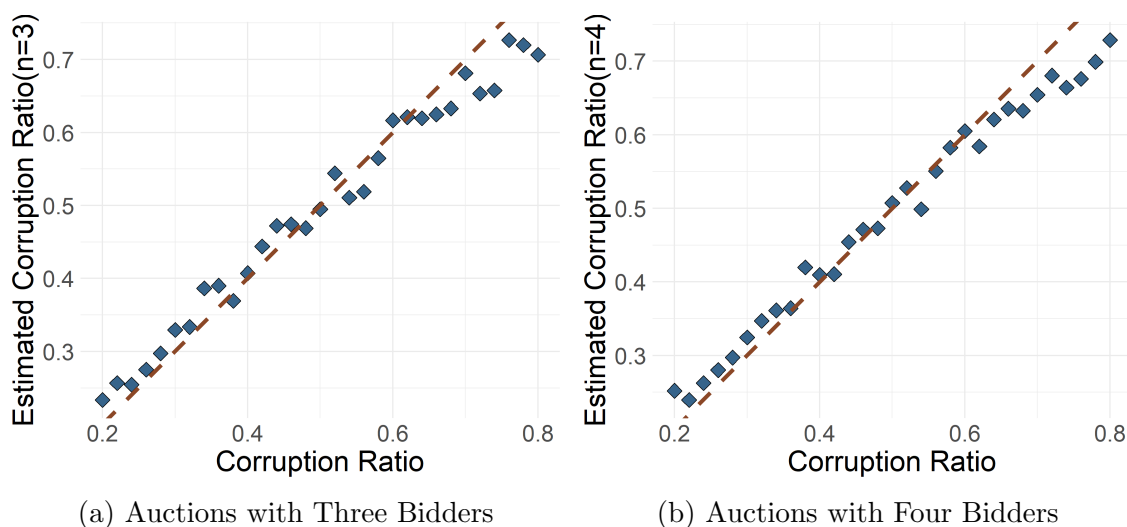 Estimated Corruption Ratio(n=3)
0.7
0.6
0.5
0.4
0.3
0.2 0.4 0.6 0.8
Corruption Ratio
(a) Auctions with Three Bidders
Estimated Corruption Ratio(n=4)
0.7
0.6
0.5
0.4
0.3
0.2 0.4 0.6 0.8
Corruption Ratio
(b) Auctions with Four Bidders